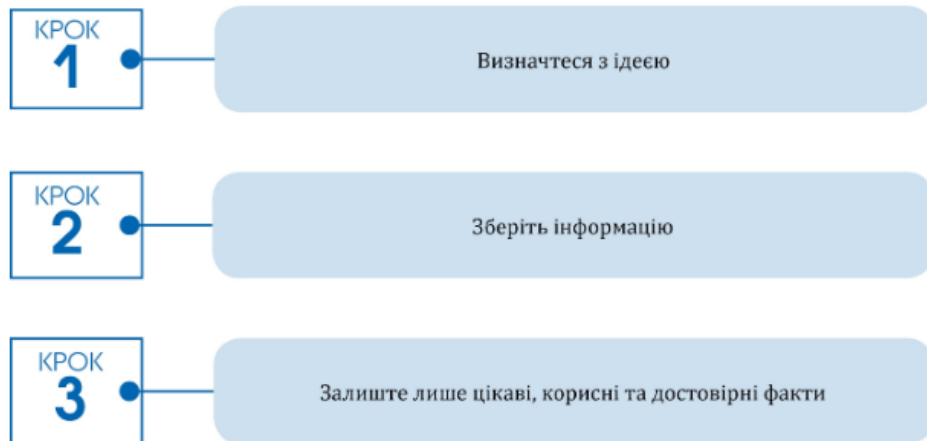 КРОК
1
Визначтеся з ідеєю
КРОК
2
Зберіть інформацію
КРОК
3
Залиште лише цікаві, корисні та достовірні факти